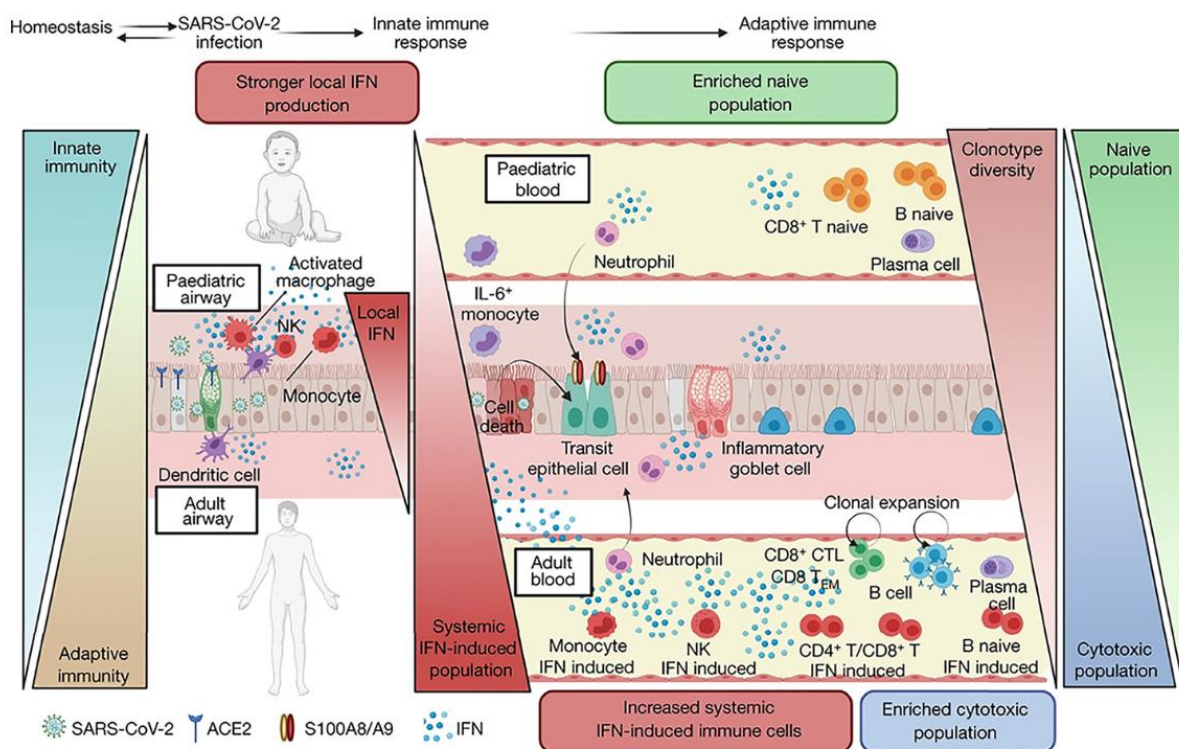 Homeostasis
SARS-CoV-2
infection
Innate immune
response
Adaptive immune
response
Stronger local IFN
production
Enriched naive
population
Innate
immunity
Paediatric
blood
Clonotype
diversity
Naive
population
CD8⁺ T naive
B naive
Neutrophil
Plasma cell
Paediatric
airway
Activated
macrophage
NK
Local
IFN
IL-6⁺
monocyte
Monocyte
Cell
death
Dendritic cell
Transit
epithelial cell
Inflammatory
goblet cell
Adult
airway
Clonal expansion
Adult
blood
Neutrophil
CD8⁺ CTL
CD8 T_EM
B cell
Plasma
cell
Adaptive
immunity
Systemic
IFN-induced
population
Monocyte
IFN induced
NK
IFN induced
CD4⁺ T/CD8⁺ T
IFN induced
B naive
IFN induced
Cytotoxic
population
SARS-CoV-2
ACE2
S100A8/A9
IFN
Increased systemic
IFN-induced immune cells
Enriched cytotoxic
population